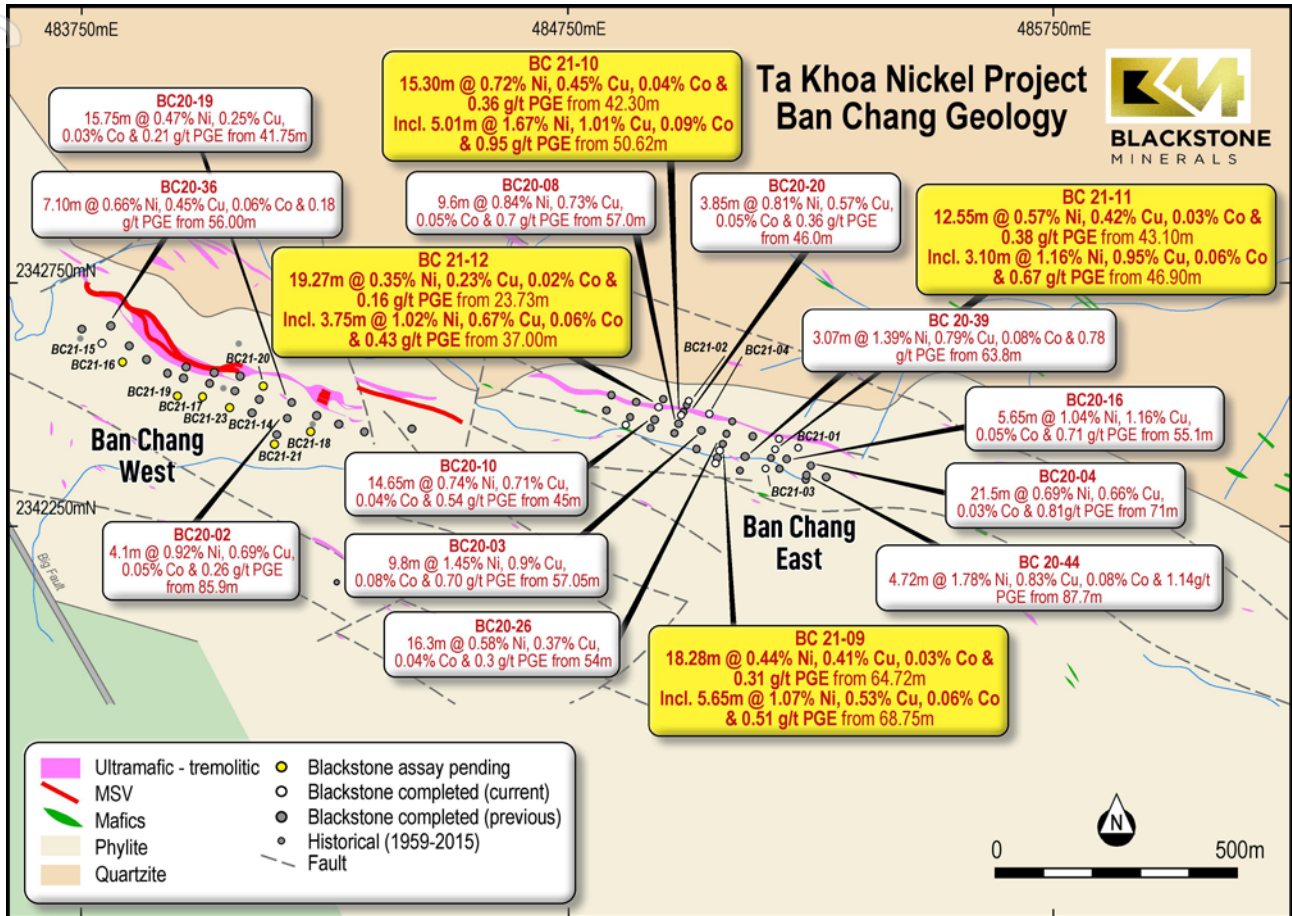 483750mE
484750mE
485750mE
Ta Khoa Nickel Project
Ban Chang Geology
BLACKSTONE
MINERALS
BC 21-10
15.30m @ 0.72% Ni, 0.45% Cu, 0.04% Co &
0.36 g/t PGE from 42.30m
Incl. 5.01m @ 1.67% Ni, 1.01% Cu, 0.09% Co
& 0.95 g/t PGE from 50.62m
BC20-19
15.75m @ 0.47% Ni, 0.25% Cu,
0.03% Co & 0.21 g/t PGE from 41.75m
BC20-36
7.10m @ 0.66% Ni, 0.45% Cu, 0.06% Co & 0.18
g/t PGE from 56.00m
BC20-08
9.6m @ 0.84% Ni, 0.73% Cu,
0.05% Co & 0.7 g/t PGE from 57.0m
BC20-20
3.85m @ 0.81% Ni, 0.57% Cu,
0.05% Co & 0.36 g/t PGE
from 46.0m
BC 21-11
12.55m @ 0.57% Ni, 0.42% Cu, 0.03% Co &
0.38 g/t PGE from 43.10m
Incl. 3.10m @ 1.16% Ni, 0.95% Cu, 0.06% Co
& 0.67 g/t PGE from 46.90m
BC 21-12
19.27m @ 0.35% Ni, 0.23% Cu, 0.02% Co &
0.16 g/t PGE from 23.73m
Incl. 3.75m @ 1.02% Ni, 0.67% Cu, 0.06% Co
& 0.43 g/t PGE from 37.00m
2342750mN
BC 20-39
3.07m @ 1.39% Ni, 0.79% Cu, 0.08% Co & 0.78
g/t PGE from 63.8m
BC21-02
BC21-04
BC21-15
BC21-16
BC21-20
BC21-19
BC21-17
BC21-23
BC21-14
BC21-18
BC21-21
Ban Chang
West
BC21-01
BC21-03
Ban Chang
East
BC20-16
5.65m @ 1.04% Ni, 1.16% Cu,
0.05% Co & 0.71 g/t PGE from 55.1m
BC20-10
14.65m @ 0.74% Ni, 0.71% Cu,
0.04% Co & 0.54 g/t PGE from 45m
BC20-04
21.5m @ 0.69% Ni, 0.66% Cu,
0.03% Co & 0.81g/t PGE from 71m
2342250mN
BC20-02
4.1m @ 0.92% Ni, 0.69% Cu,
0.05% Co & 0.26 g/t PGE
from 85.9m
BC20-03
9.8m @ 1.45% Ni, 0.9% Cu,
0.08% Co & 0.70 g/t PGE from 57.05m
BC 20-44
4.72m @ 1.78% Ni, 0.83% Cu, 0.08% Co & 1.14g/t
PGE from 87.7m
Big Fault
BC20-26
16.3m @ 0.58% Ni, 0.37% Cu,
0.04% Co & 0.3 g/t PGE from 54m
BC 21-09
18.28m @ 0.44% Ni, 0.41% Cu, 0.03% Co &
0.31 g/t PGE from 64.72m
Incl. 5.65m @ 1.07% Ni, 0.53% Cu, 0.06% Co
& 0.51 g/t PGE from 68.75m
Ultramafic - tremolitic
MSV
Mafics
Phylite
Quartzite
Blackstone assay pending
Blackstone completed (current)
Blackstone completed (previous)
Historical (1959-2015)
Fault
N
0
500m